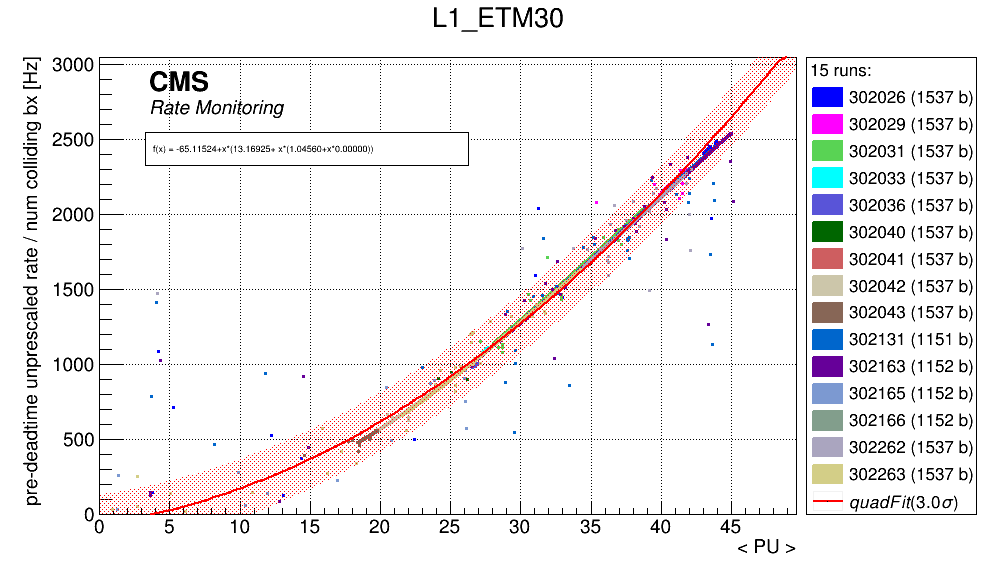 L1_ETM30
pre-deadtime unprescaled rate / num colliding bx [Hz]
3000
2500
2000
1500
1000
500
0
CMS
Rate Monitoring
f(x) = -65.11524+x*(13.16925+ x*(1.04560+x*0.00000))
0 5 10 15 20 25 30 35 40 45
< PU >
15 runs:
302026 (1537 b)
302029 (1537 b)
302031 (1537 b)
302033 (1537 b)
302036 (1537 b)
302040 (1537 b)
302041 (1537 b)
302042 (1537 b)
302043 (1537 b)
302131 (1151 b)
302163 (1152 b)
302165 (1152 b)
302166 (1152 b)
302262 (1537 b)
302263 (1537 b)
quadFit(3.0σ)